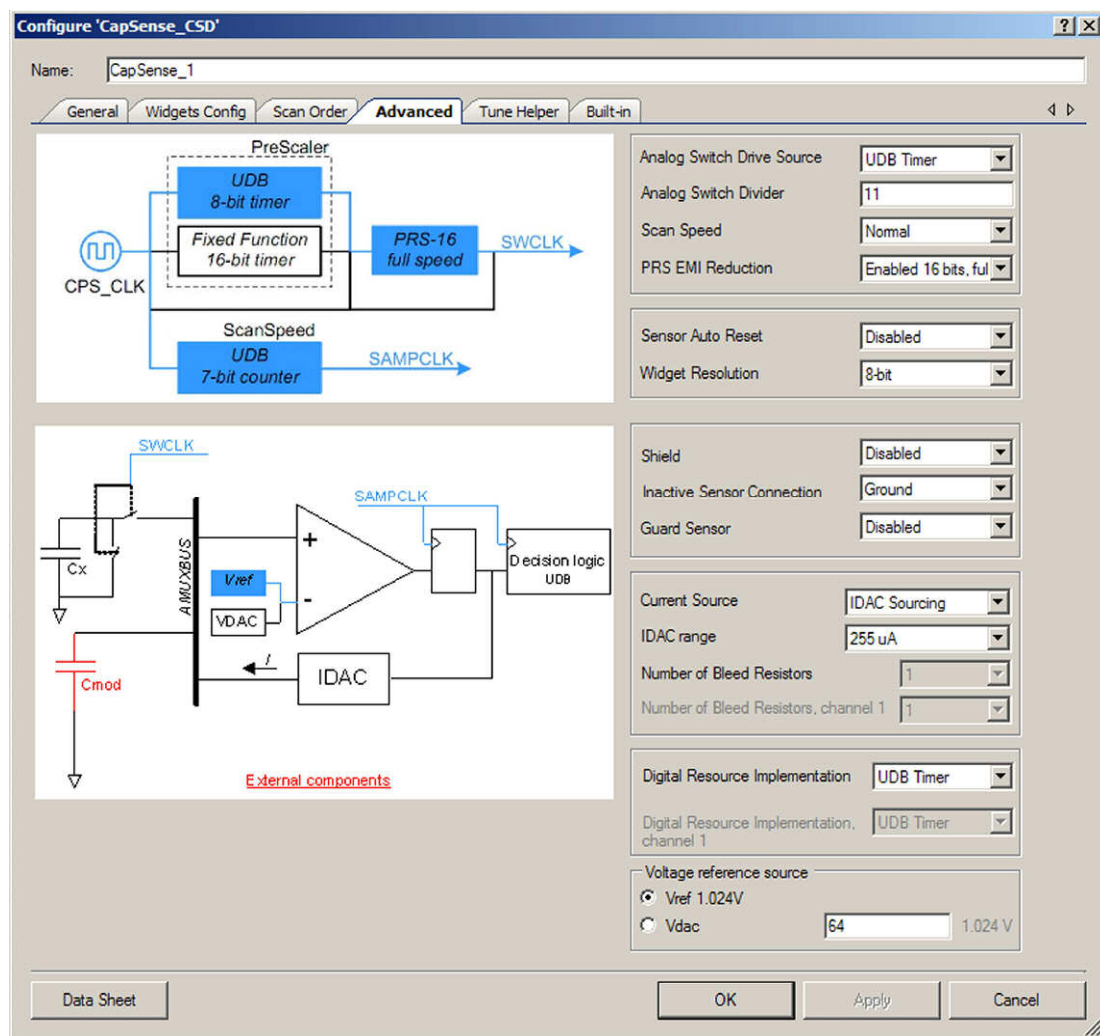 Configure 'CapSense_CSD'
Name: CapSense_1
General Widgets Config Scan Order Advanced Tune Helper Built-in
PreScaler
UDB
8-bit timer
Fixed Function
16-bit timer
PRS-16
full speed
SWCLK
CPS_CLK
ScanSpeed
UDB
7-bit counter
SAMPCLK
SWCLK
SAMPCLK
Cx
AMUXBUS
+
Vref
-
VDAC
Decision logic
UDB
I
IDAC
Cmod
External components
Analog Switch Drive Source UDB Timer
Analog Switch Divider 11
Scan Speed Normal
PRS EMI Reduction Enabled 16 bits, ful
Sensor Auto Reset Disabled
Widget Resolution 8-bit
Shield Disabled
Inactive Sensor Connection Ground
Guard Sensor Disabled
Current Source IDAC Sourcing
IDAC range 255 uA
Number of Bleed Resistors 1
Number of Bleed Resistors, channel 1 1
Digital Resource Implementation UDB Timer
Digital Resource Implementation, UDB Timer
channel 1
Voltage reference source
Vref 1.024V
Vdac 64 1.024 V
Data Sheet OK Apply Cancel